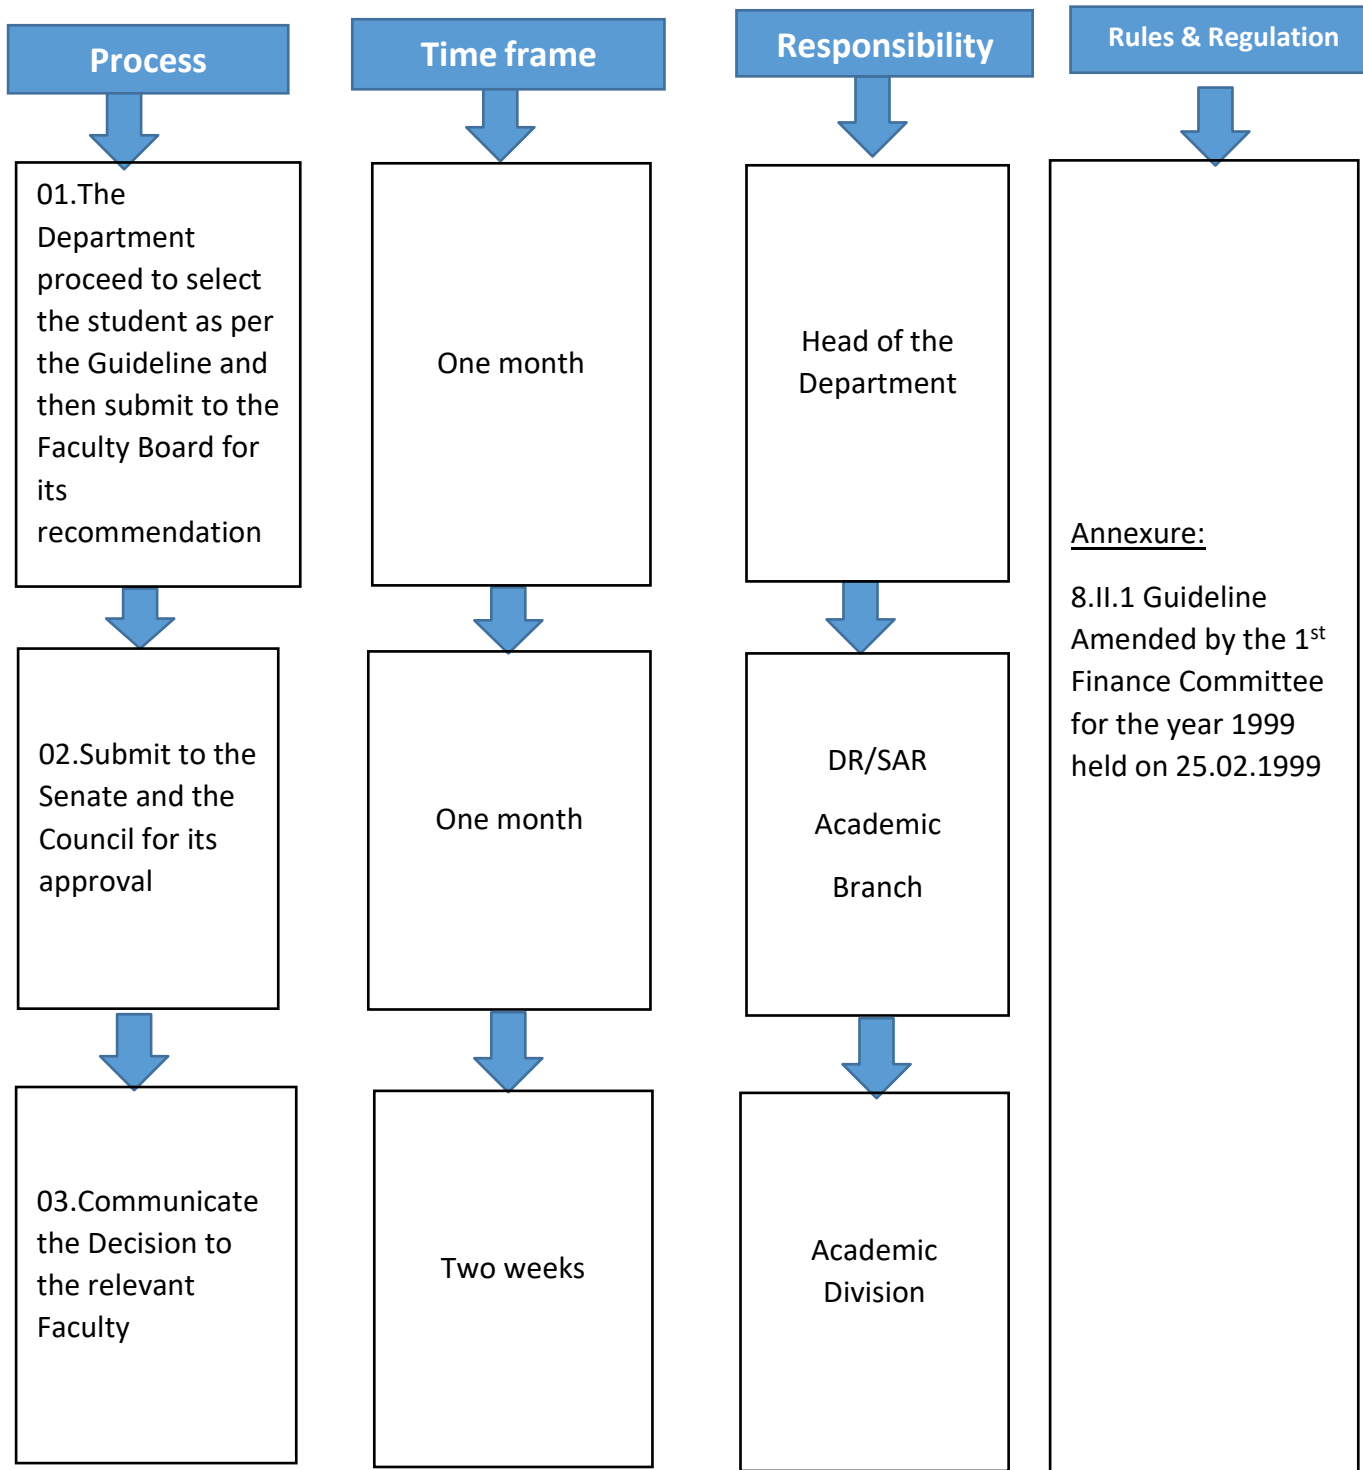 Process
Time frame
Responsibility
Rules & Regulation
01.The
Department
proceed to select
the student as per
the Guideline and
then submit to the
Faculty Board for
its
recommendation
One month
Head of the
Department
Annexure:
8.II.1 Guideline
Amended by the 1st
Finance Committee
for the year 1999
held on 25.02.1999
02.Submit to the
Senate and the
Council for its
approval
One month
DR/SAR
Academic
Branch
03.Communicate
the Decision to
the relevant
Faculty
Two weeks
Academic
Division